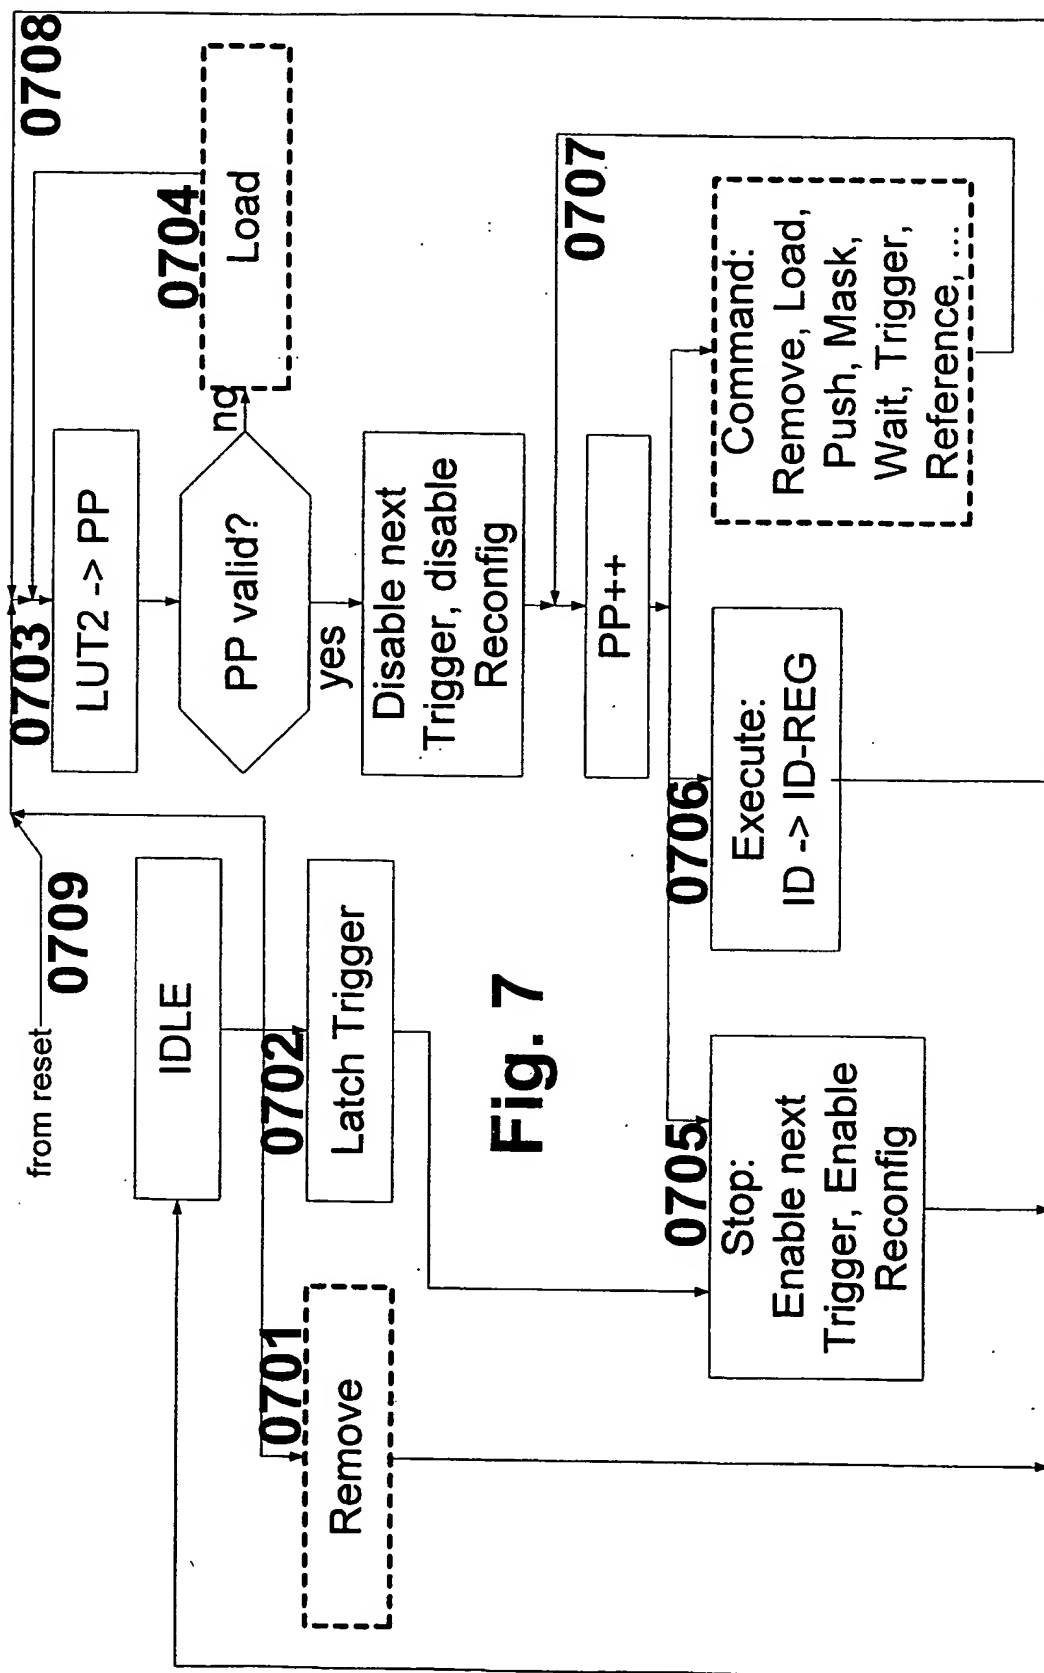 from reset
0709
0703
0708
IDLE
LUT2 -> PP
0704
Load
no
PP valid?
yes
0701
0702
Remove
Latch Trigger
Disable next
Trigger, disable
Reconfig
Fig. 7
PP++
0707
0705
Stop:
Enable next
Trigger, Enable
Reconfig
0706
Execute:
ID -> ID-REG
Command:
Remove, Load,
Push, Mask,
Wait, Trigger,
Reference, ...